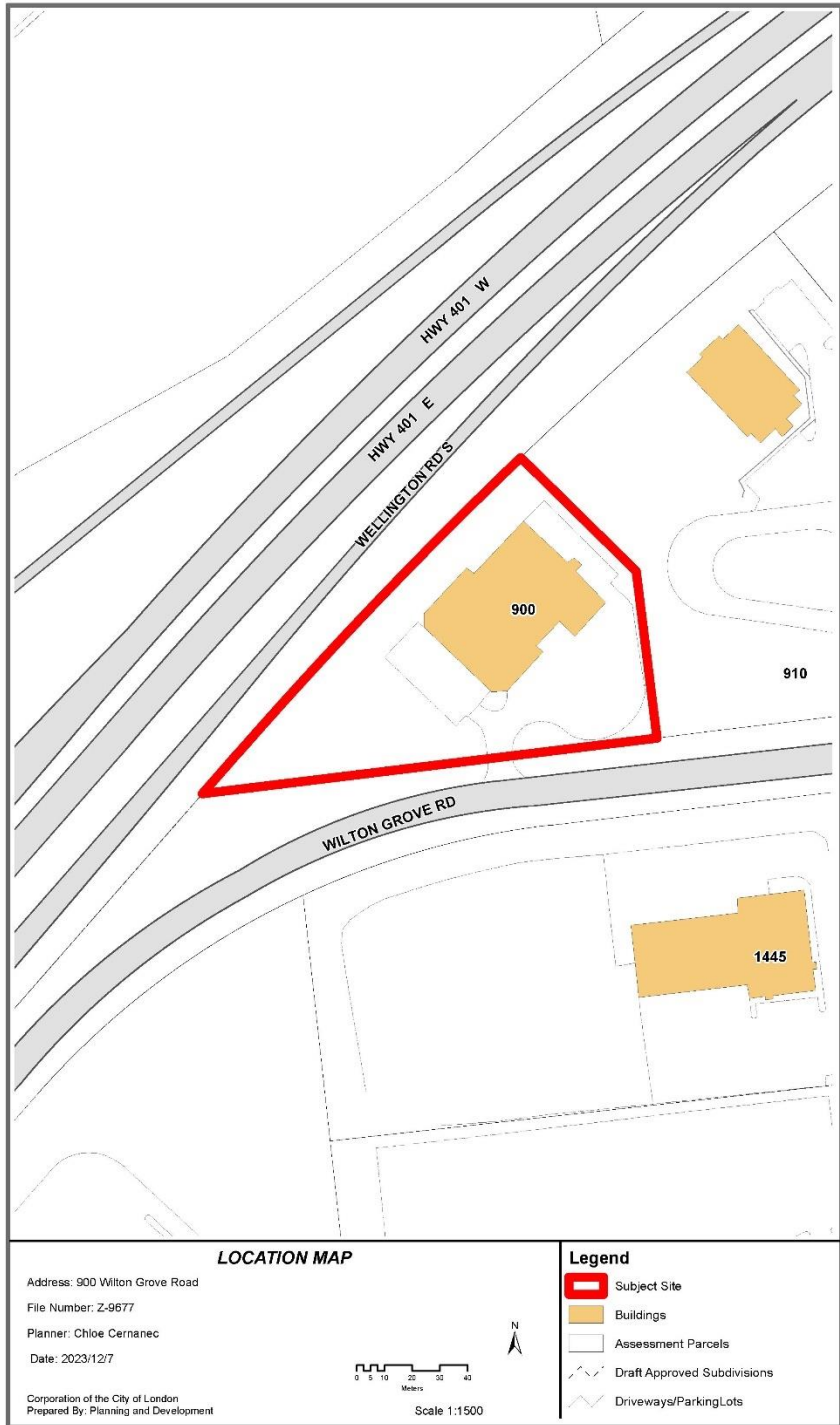 HWY 401 W
HWY 401 E
WELLINGTON RD S
900
910
WILTON GROVE RD
1445
LOCATION MAP
Address: 900 Wilton Grove Road
File Number: Z-9677
Planner: Chloe Cernanec
Date: 2023/12/7
Corporation of the City of London
Prepared By: Planning and Development
N
0 5 10 20 30 40
Meters
Scale 1:1500
Legend
Subject Site
Buildings
Assessment Parcels
Draft Approved Subdivisions
Driveways/ParkingLots